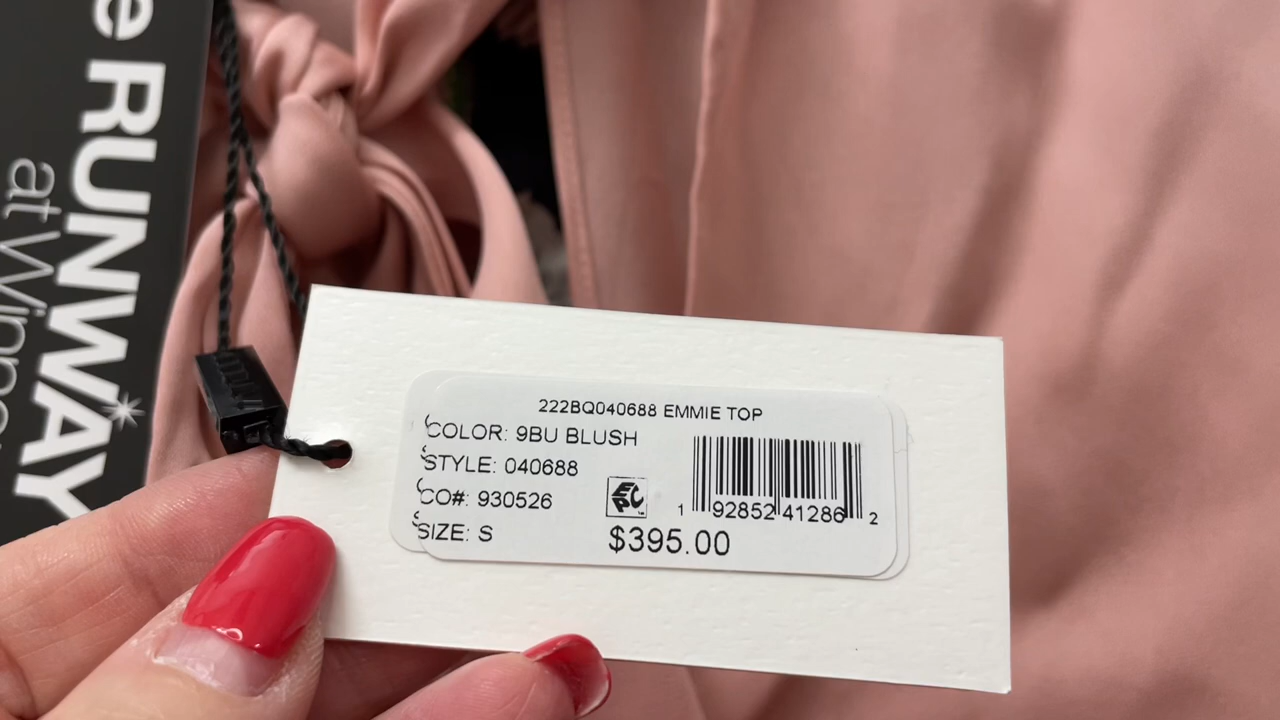 e RUNWAY
at Winne
222BQ040688 EMMIE TOP
COLOR: 9BU BLUSH
STYLE: 040688
CO#: 930526
SIZE: S
EPC
1 92852 41286 2
$395.00